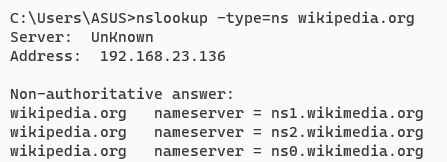 C:\Users\ASUS>nslookup -type=ns wikipedia.org
Server:  UnKnown
Address:  192.168.23.136

Non-authoritative answer:
wikipedia.org   nameserver = ns1.wikimedia.org
wikipedia.org   nameserver = ns2.wikimedia.org
wikipedia.org   nameserver = ns0.wikimedia.org